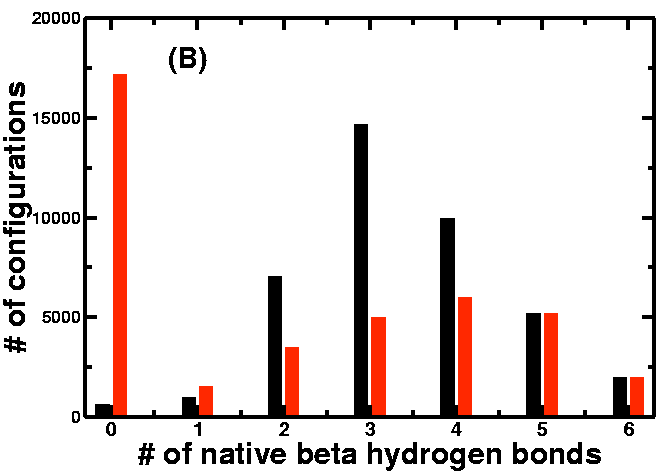 20000
(B)
15000
10000
5000
0
# of configurations
0 1 2 3 4 5 6
# of native beta hydrogen bonds